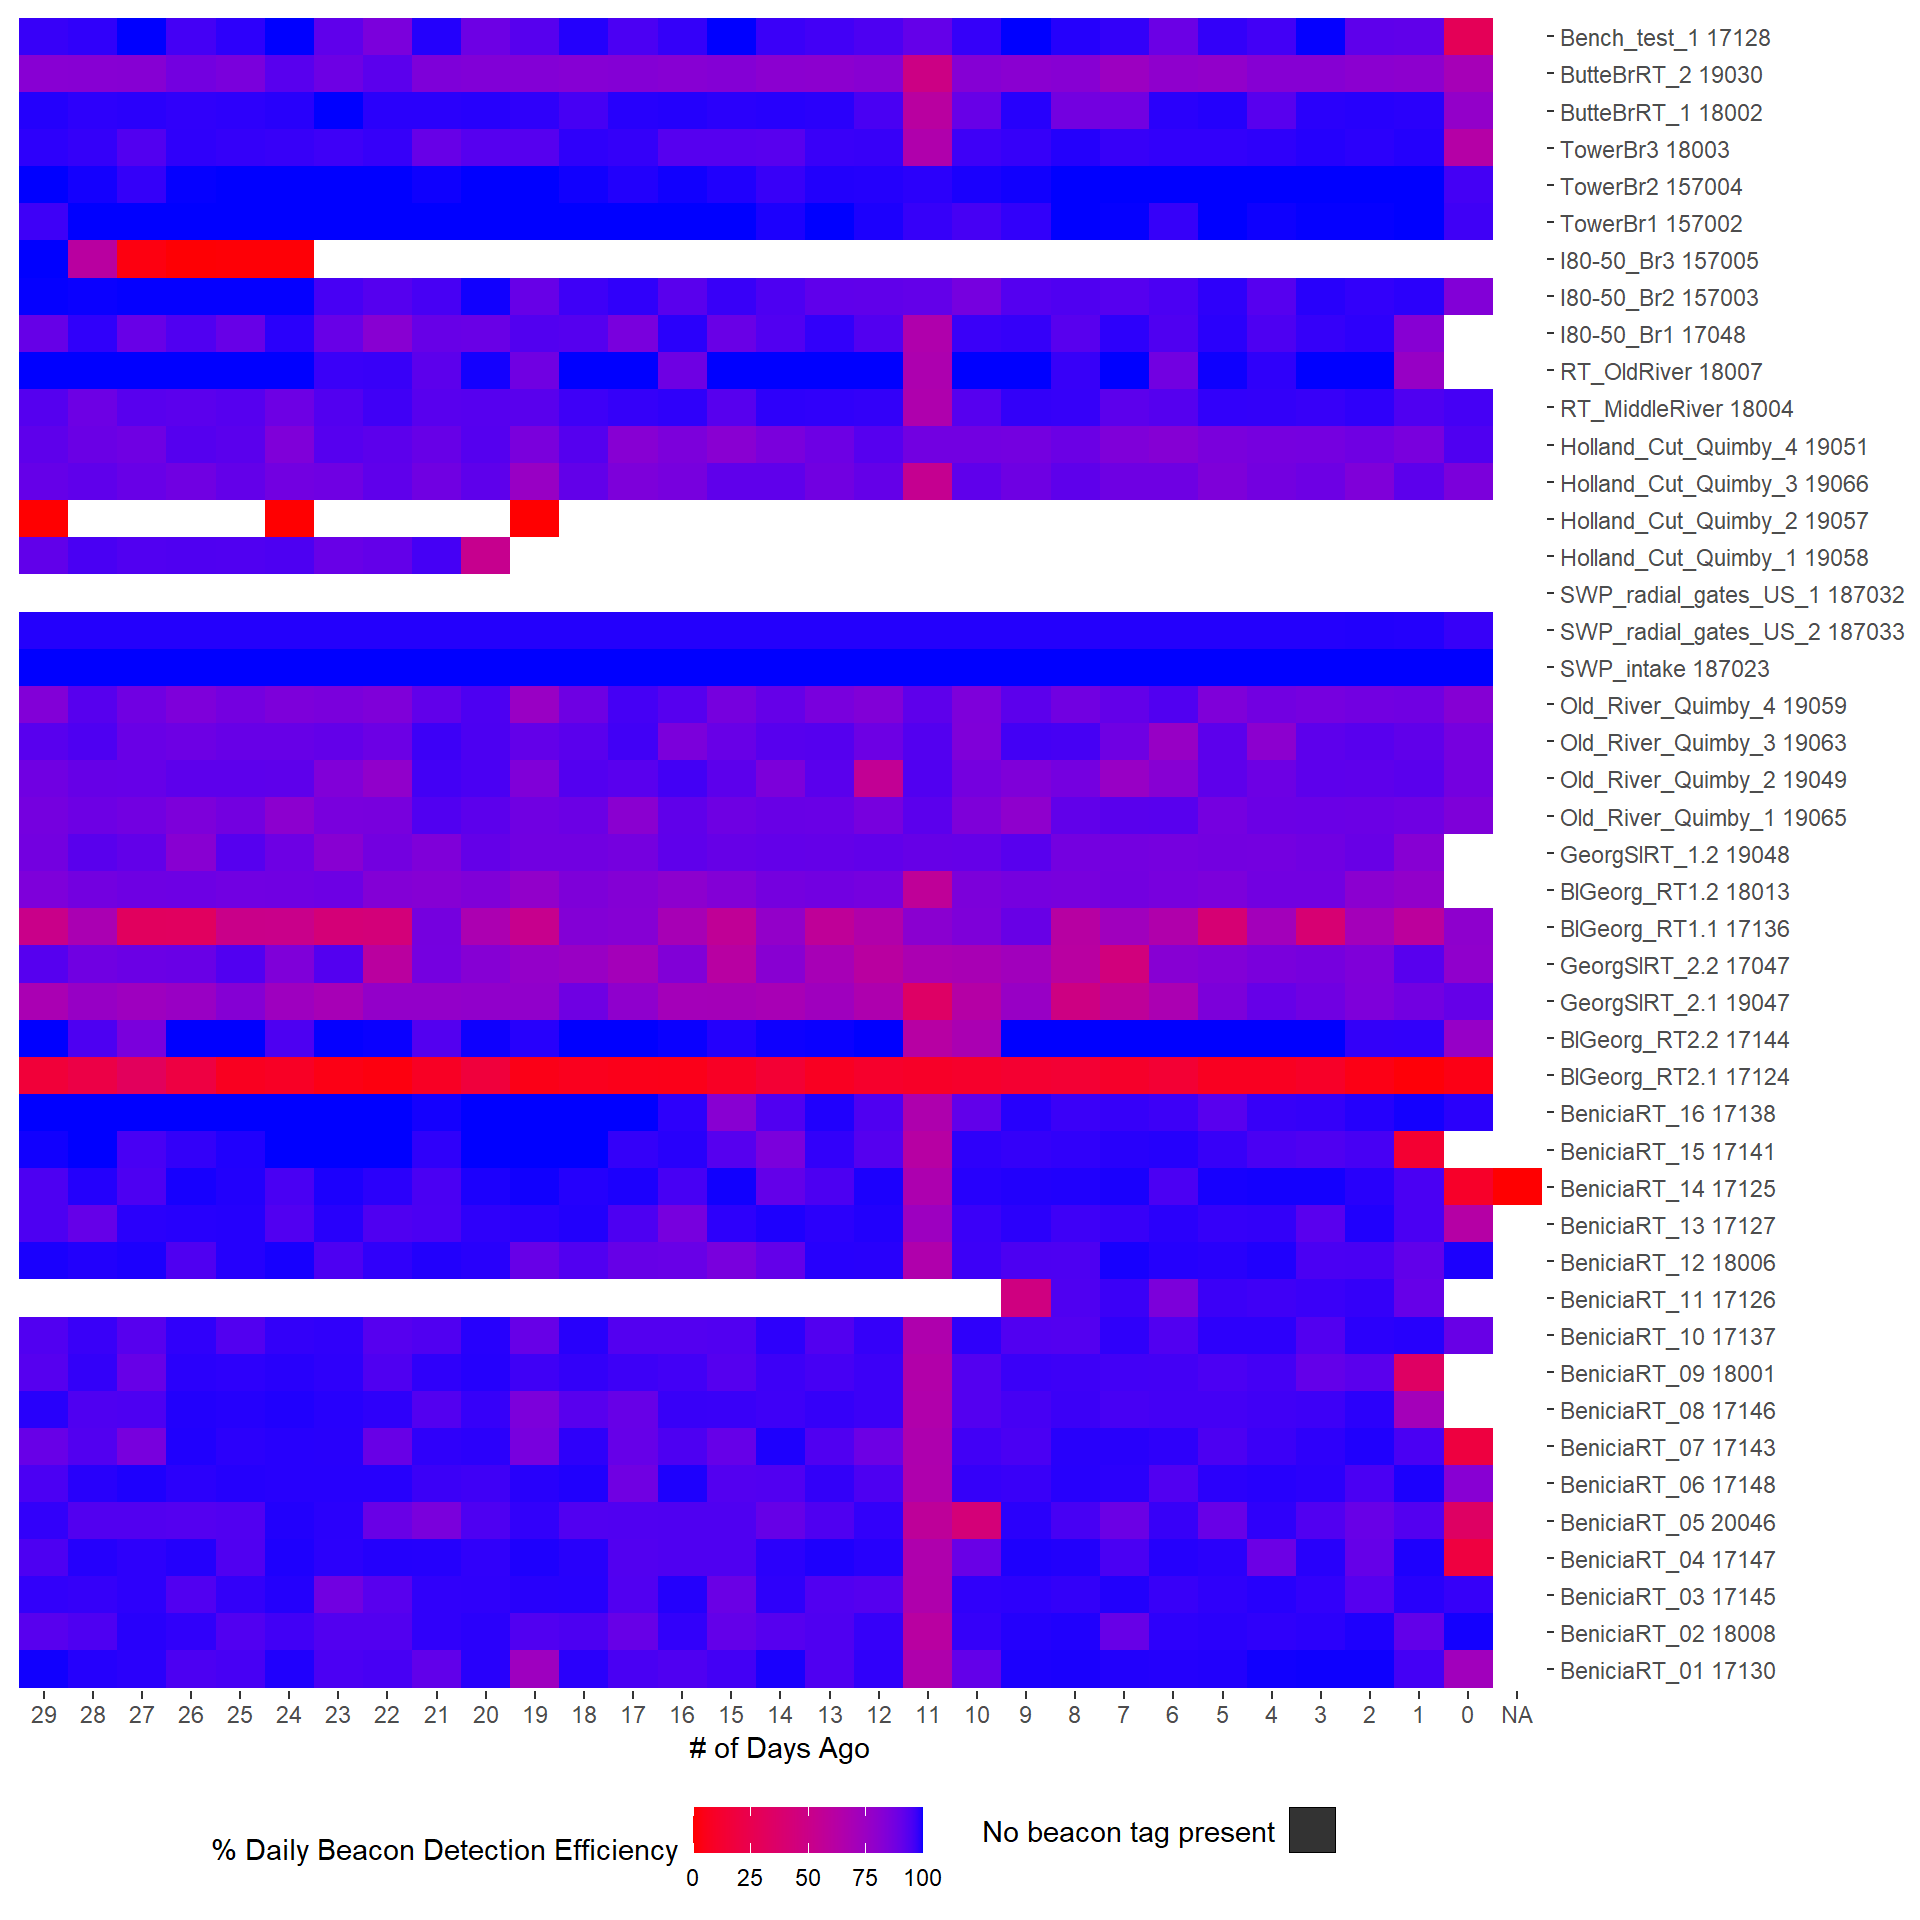 Bench_test_1 17128
ButteBrRT_2 19030
ButteBrRT_1 18002
TowerBr3 18003
TowerBr2 157004
TowerBr1 157002
I80-50_Br3 157005
I80-50_Br2 157003
I80-50_Br1 17048
RT_OldRiver 18007
RT_MiddleRiver 18004
Holland_Cut_Quimby_4 19051
Holland_Cut_Quimby_3 19066
Holland_Cut_Quimby_2 19057
Holland_Cut_Quimby_1 19058
SWP_radial_gates_US_1 187032
SWP_radial_gates_US_2 187033
SWP_intake 187023
Old_River_Quimby_4 19059
Old_River_Quimby_3 19063
Old_River_Quimby_2 19049
Old_River_Quimby_1 19065
GeorgSlRT_1.2 19048
BlGeorg_RT1.2 18013
BlGeorg_RT1.1 17136
GeorgSlRT_2.2 17047
GeorgSlRT_2.1 19047
BlGeorg_RT2.2 17144
BlGeorg_RT2.1 17124
BeniciaRT_16 17138
BeniciaRT_15 17141
BeniciaRT_14 17125
BeniciaRT_13 17127
BeniciaRT_12 18006
BeniciaRT_11 17126
BeniciaRT_10 17137
BeniciaRT_09 18001
BeniciaRT_08 17146
BeniciaRT_07 17143
BeniciaRT_06 17148
BeniciaRT_05 20046
BeniciaRT_04 17147
BeniciaRT_03 17145
BeniciaRT_02 18008
BeniciaRT_01 17130
29 28 27 26 25 24 23 22 21 20 19 18 17 16 15 14 13 12 11 10 9 8 7 6 5 4 3 2 1 0 NA
# of Days Ago
% Daily Beacon Detection Efficiency
0 25 50 75 100
No beacon tag present